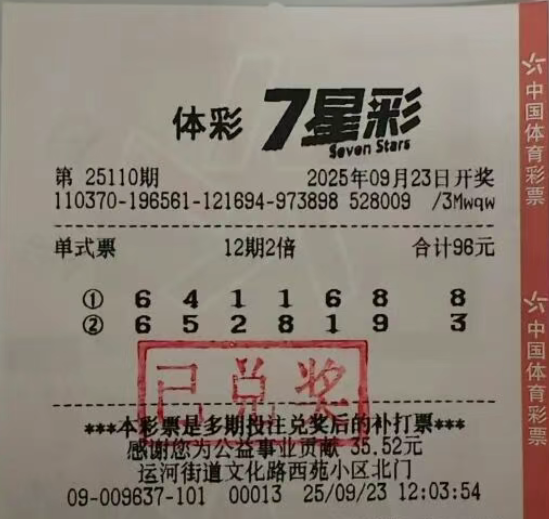 体彩 7星彩
Seven Stars
第 25110期 2025年09月23日开奖
110370-196561-121694-973898 528009 /3Mwqw
单式票 12期2倍 合计96元
① 6 4 1 1 6 8 8
② 6 5 2 8 1 9 3
已兑奖
***本彩票是多期投注兑奖后的补打票***
感谢您为公益事业贡献 35.52元
运河街道文化路西苑小区北门
09-009637-101 00013 25/09/23 12:03:54
中国体育彩票
中国体育彩票